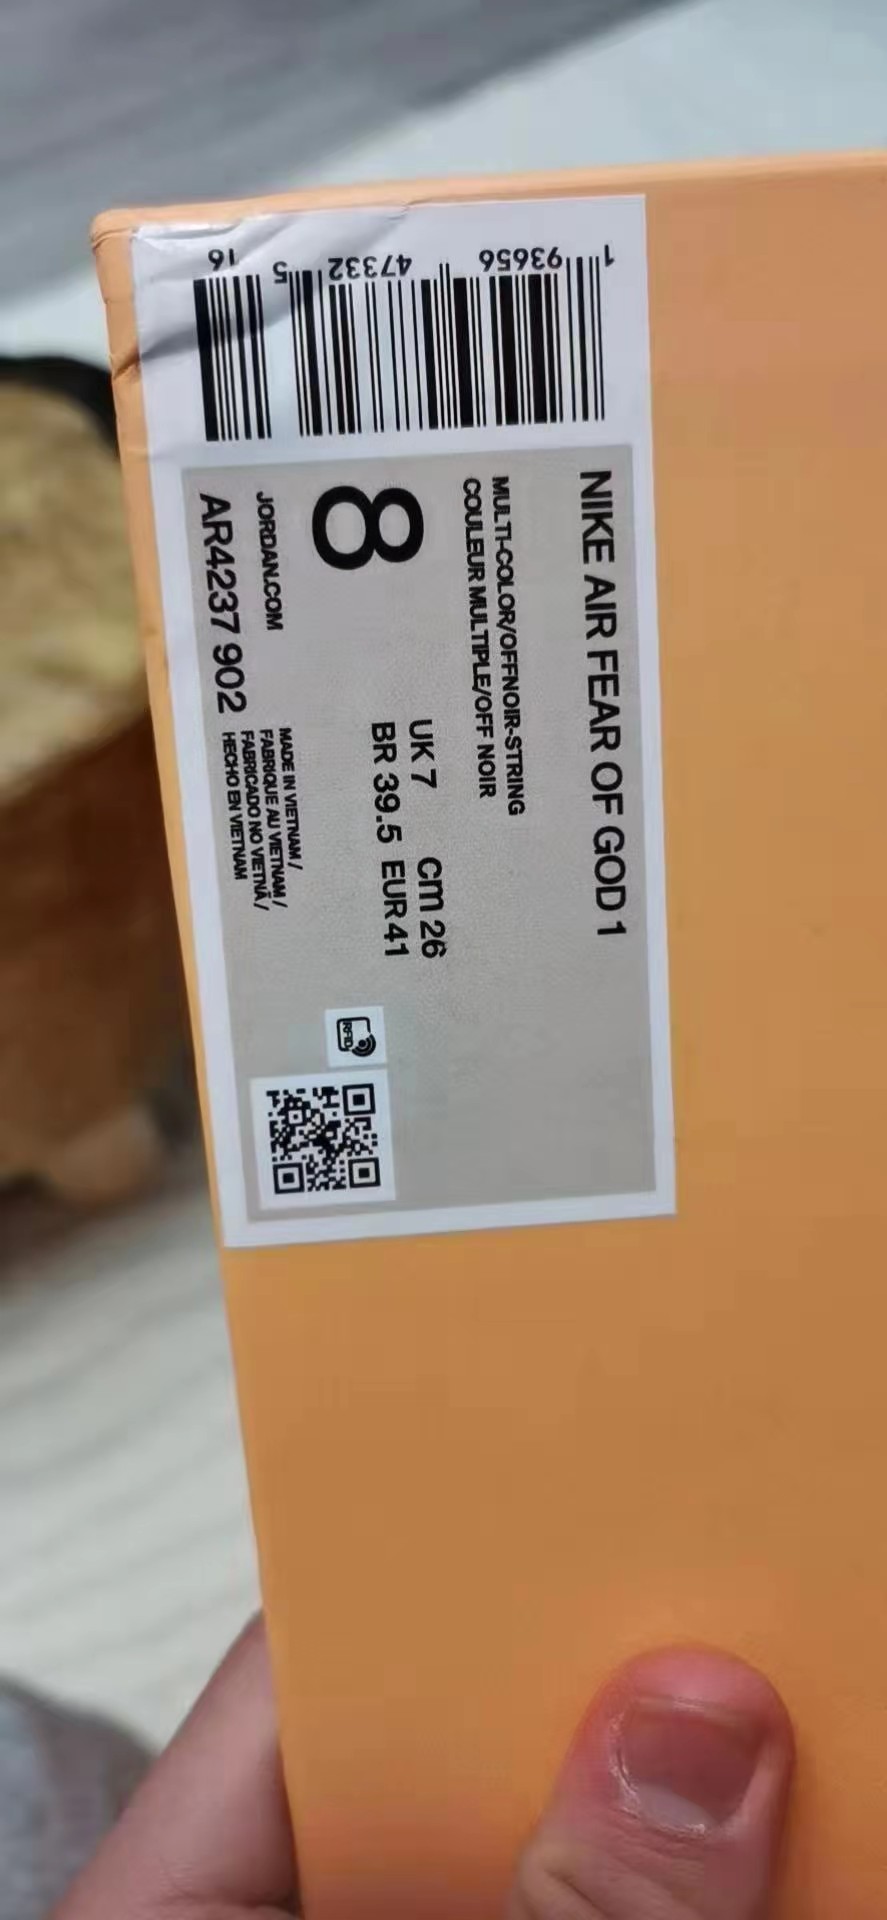 NIKE AIR FEAR OF GOD 1
MULTI-COLOR/OFFNOIR-STRING
COULEUR MULTIPLE/OFF NOIR
8
UK 7 cm 26
BR 39.5 EUR 41
JORDAN.COM
AR4237 902
MADE IN VIETNAM /
FABRIQUE AU VIETNAM /
FABRICADO NO VIETNÃ /
HECHO EN VIETNAM
RFID
1 93656 47332 5 16